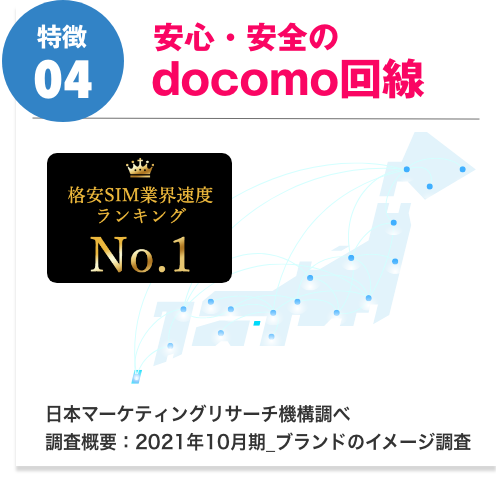 特徴
04
安心・安全の
docomo回線
格安SIM業界速度
ランキング
No.1
日本マーケティングリサーチ機構調べ
調査概要：2021年10月期_ブランドのイメージ調査